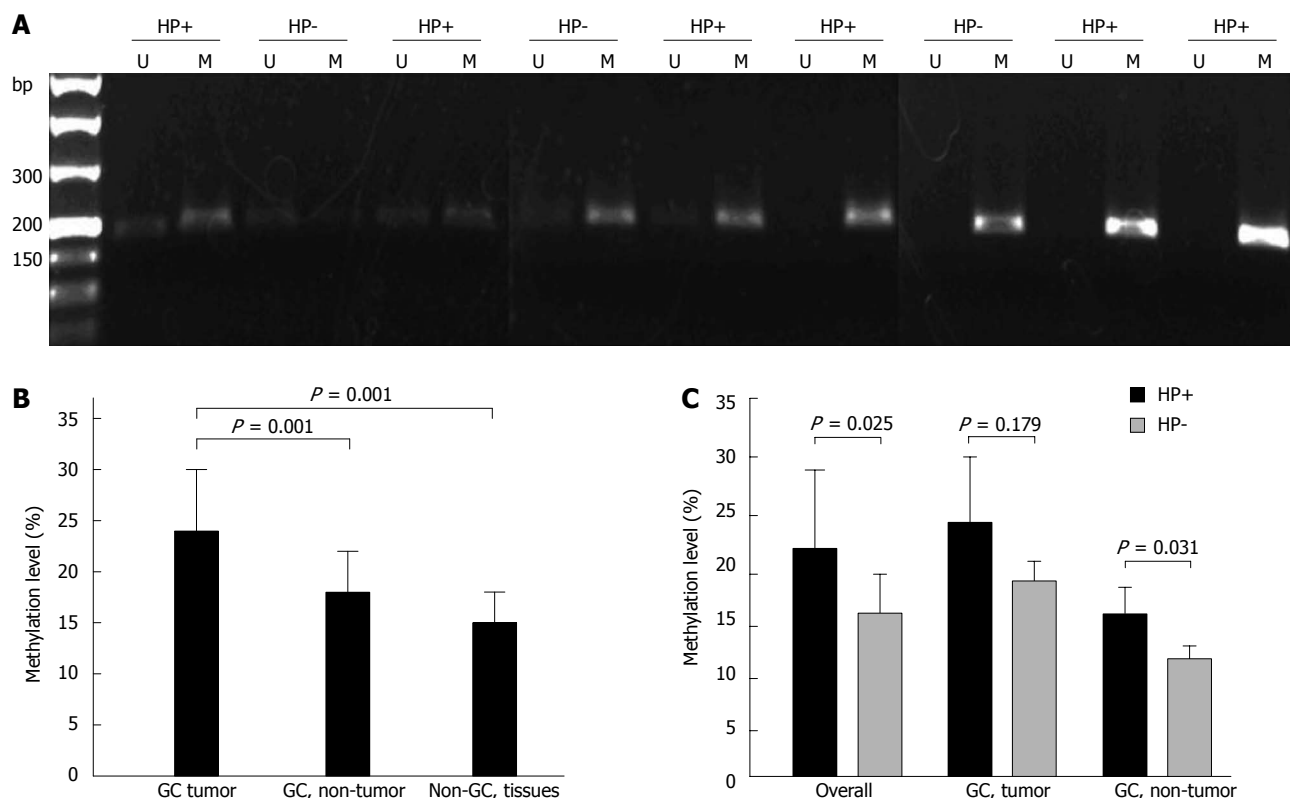 A
HP+ HP- HP+ HP- HP+ HP+ HP- HP+ HP+
U M U M U M U M U M U M U M U M U M
bp
300
200
150
B
P = 0.001
P = 0.001
Methylation level (%)
35
30
25
20
15
10
5
0
GC tumor GC, non-tumor Non-GC, tissues
C
HP+
HP-
P = 0.025
P = 0.179
P = 0.031
Methylation level (%)
35
30
25
20
15
10
5
0
Overall GC, tumor GC, non-tumor